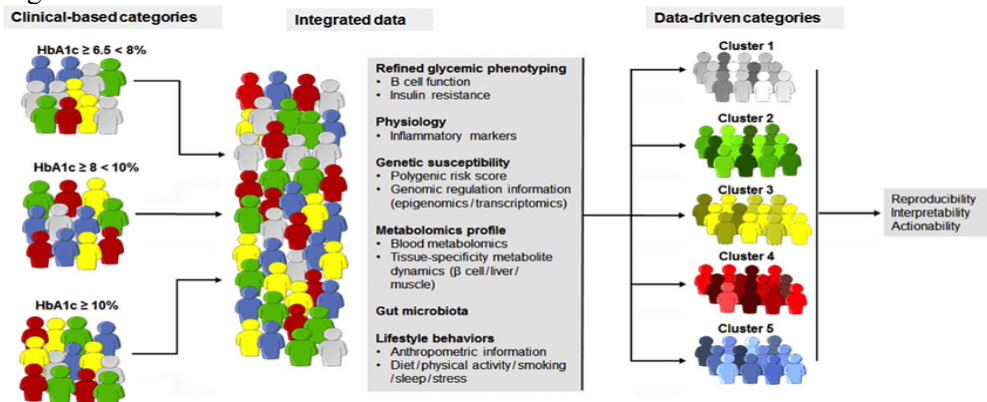 Clinical-based categories
Integrated data
Data-driven categories
HbA1c ≥ 6.5 < 8%
HbA1c ≥ 8 < 10%
HbA1c ≥ 10%
Refined glycemic phenotyping
• B cell function
• Insulin resistance
Physiology
• Inflammatory markers
Genetic susceptibility
• Polygenic risk score
• Genomic regulation information
(epigenomics/transcriptomics)
Metabolomics profile
• Blood metabolomics
• Tissue-specificity metabolite
dynamics (β cell/liver/
muscle)
Gut microbiota
Lifestyle behaviors
• Anthropometric information
• Diet/physical activity/smoking
/sleep/stress
Cluster 1
Cluster 2
Cluster 3
Cluster 4
Cluster 5
Reproducibility
Interpretability
Actionability